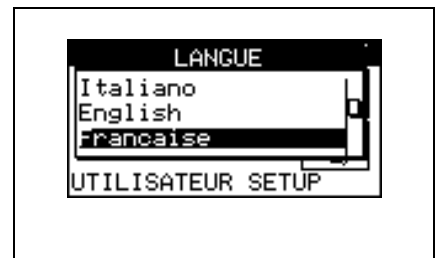 LANGUE
Italiano
English
Francaise
UTILISATEUR SETUP